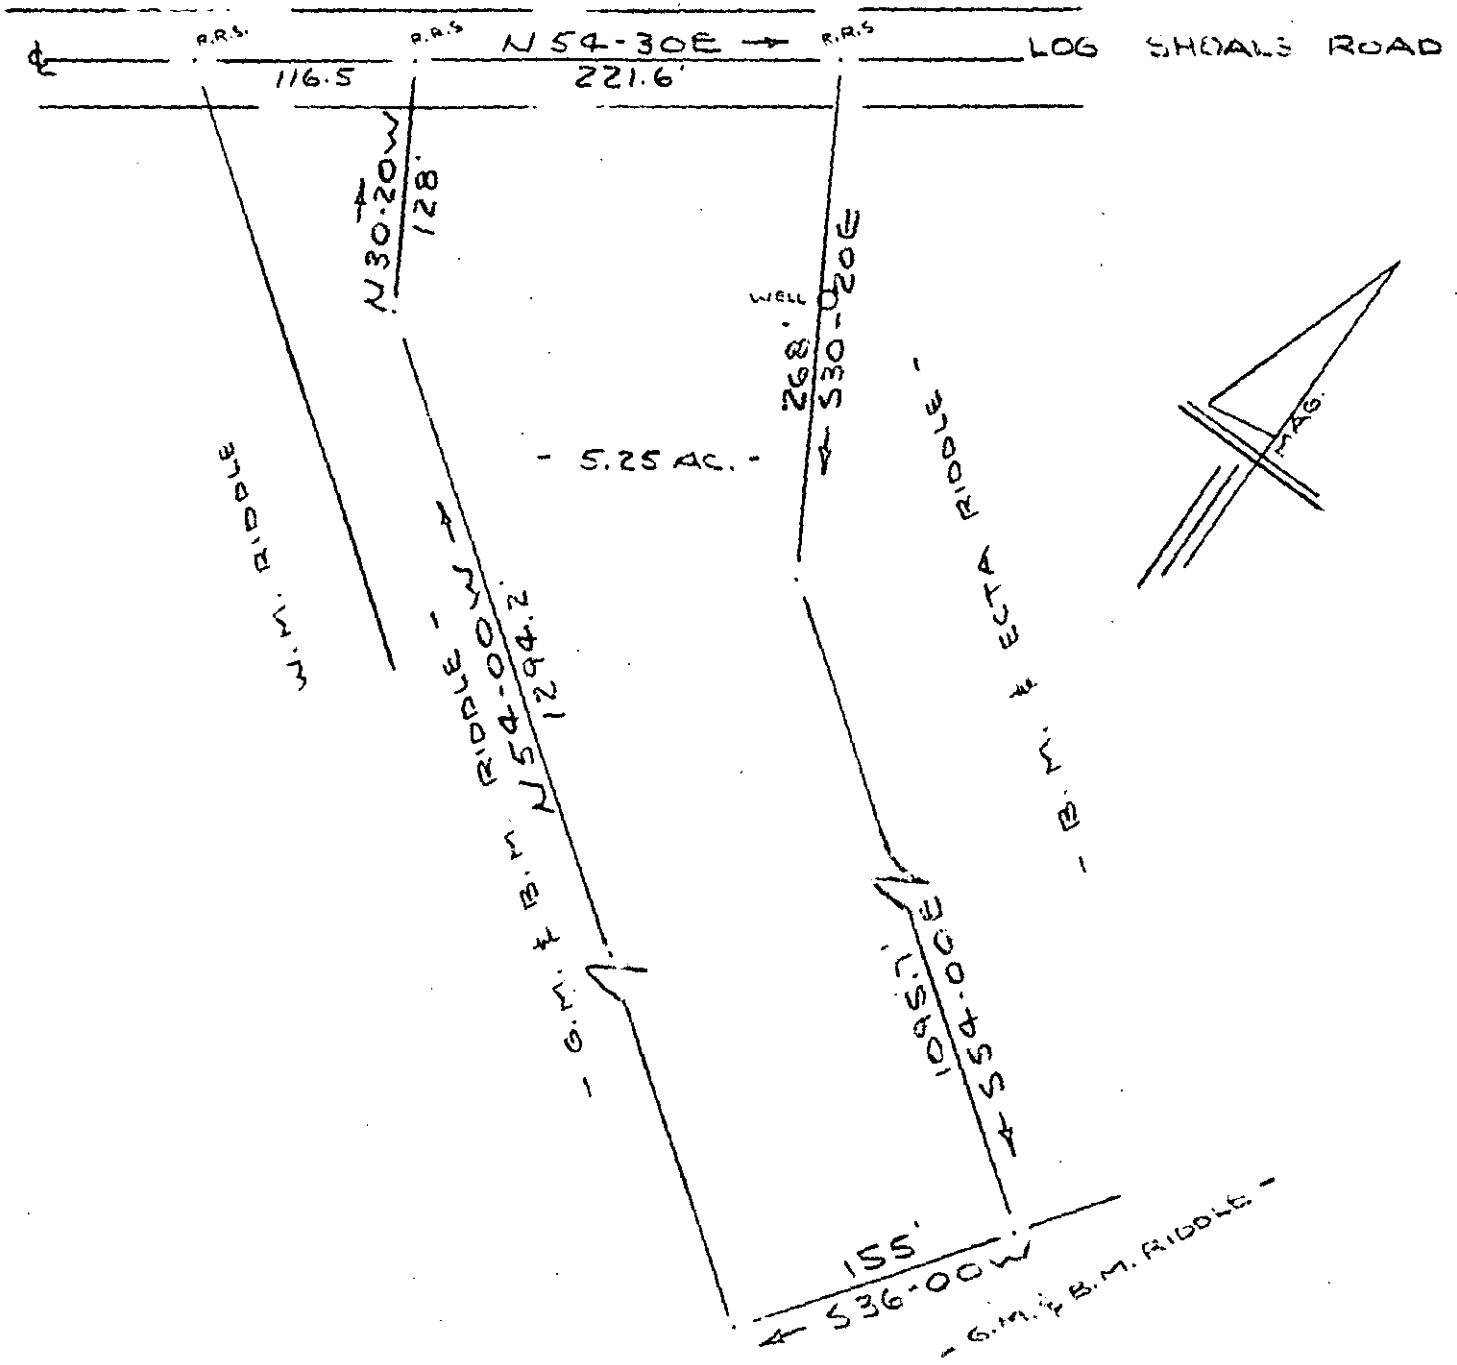 R.R.S.
R.R.S
N 54-30E →
R.R.S
LOG SHOALS ROAD
℄
116.5
221.6'
N30-20W →
128'
WELL
268'
← S30-20E
MAG.
- 5.25 AC. -
W.M. RIDDLE
- B.M. & ECTA RIDDLE -
N54-00W →
1294.2'
- G.M. & B.M. RIDDLE -
1095.7'
← S54-00E
155'
← S36-00W
- G.M. & B.M. RIDDLE -